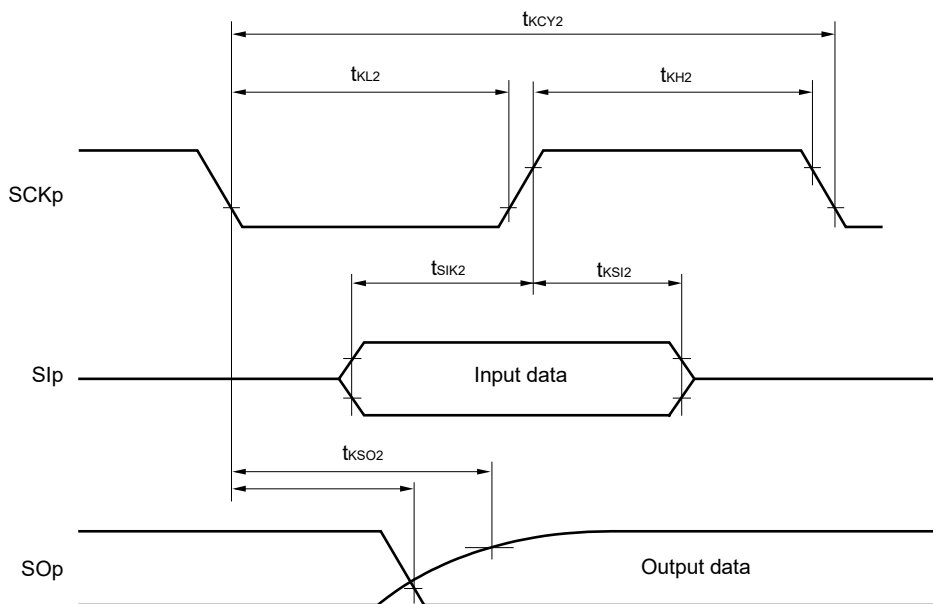 tKCY2
tKL2
tKH2
SCKp
tSIK2
tKSI2
SIp
Input data
tKSO2
SOp
Output data